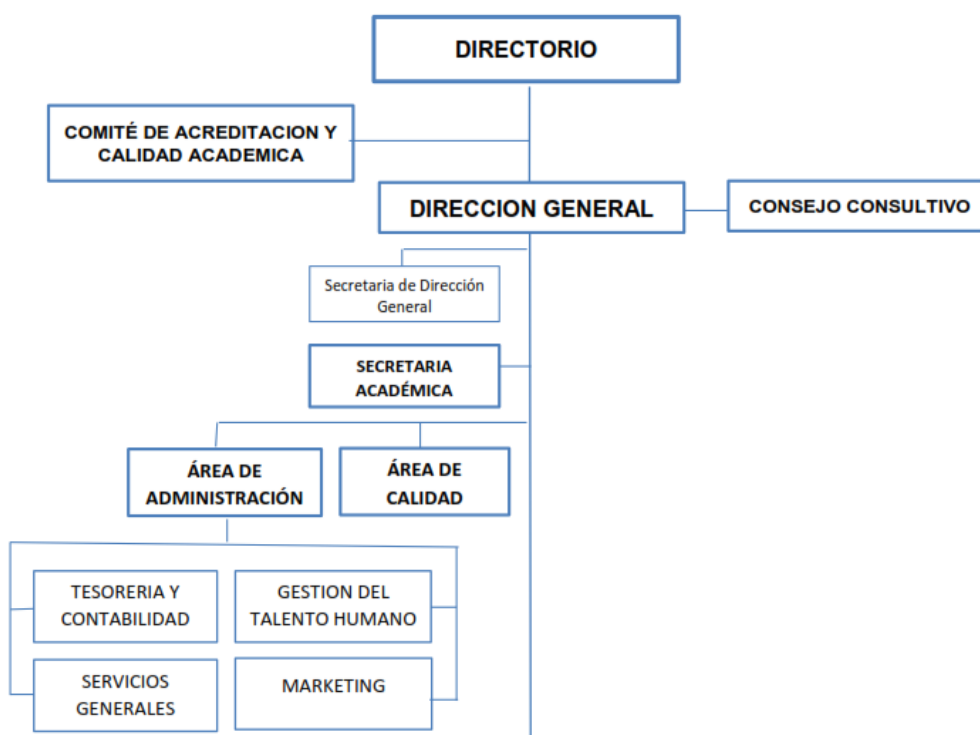 DIRECTORIO
COMITÉ DE ACREDITACION Y
CALIDAD ACADEMICA
DIRECCION GENERAL
CONSEJO CONSULTIVO
Secretaria de Dirección
General
SECRETARIA
ACADÉMICA
ÁREA DE
ADMINISTRACIÓN
ÁREA DE
CALIDAD
TESORERIA Y
CONTABILIDAD
GESTION DEL
TALENTO HUMANO
SERVICIOS
GENERALES
MARKETING